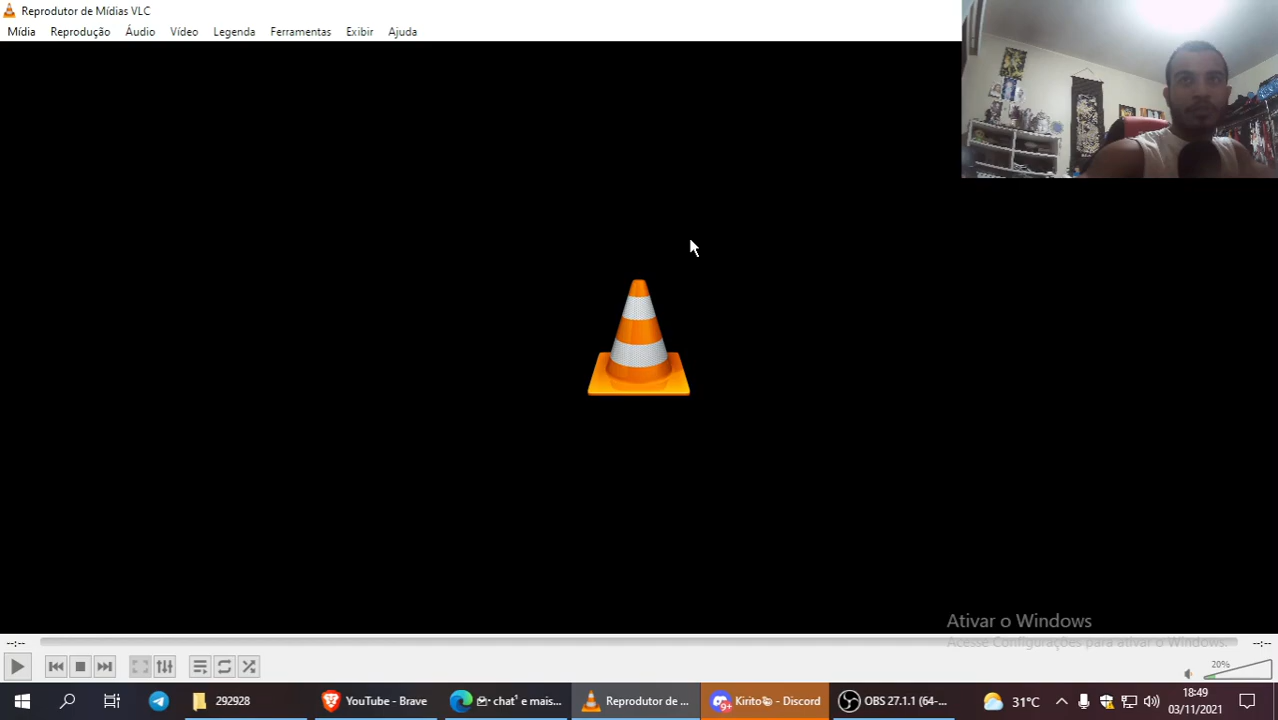 Reprodutor de Mídias VLC
Mídia Reprodução Áudio Vídeo Legenda Ferramentas Exibir Ajuda
Ativar o Windows
Acesse Configurações para ativar o Windows.
--:-- --:--
20%
292928 YouTube - Brave chat¹ e mais... Reprodutor de ... 9+ Kirito - Discord OBS 27.1.1 (64-... 31°C 18:49
03/11/2021